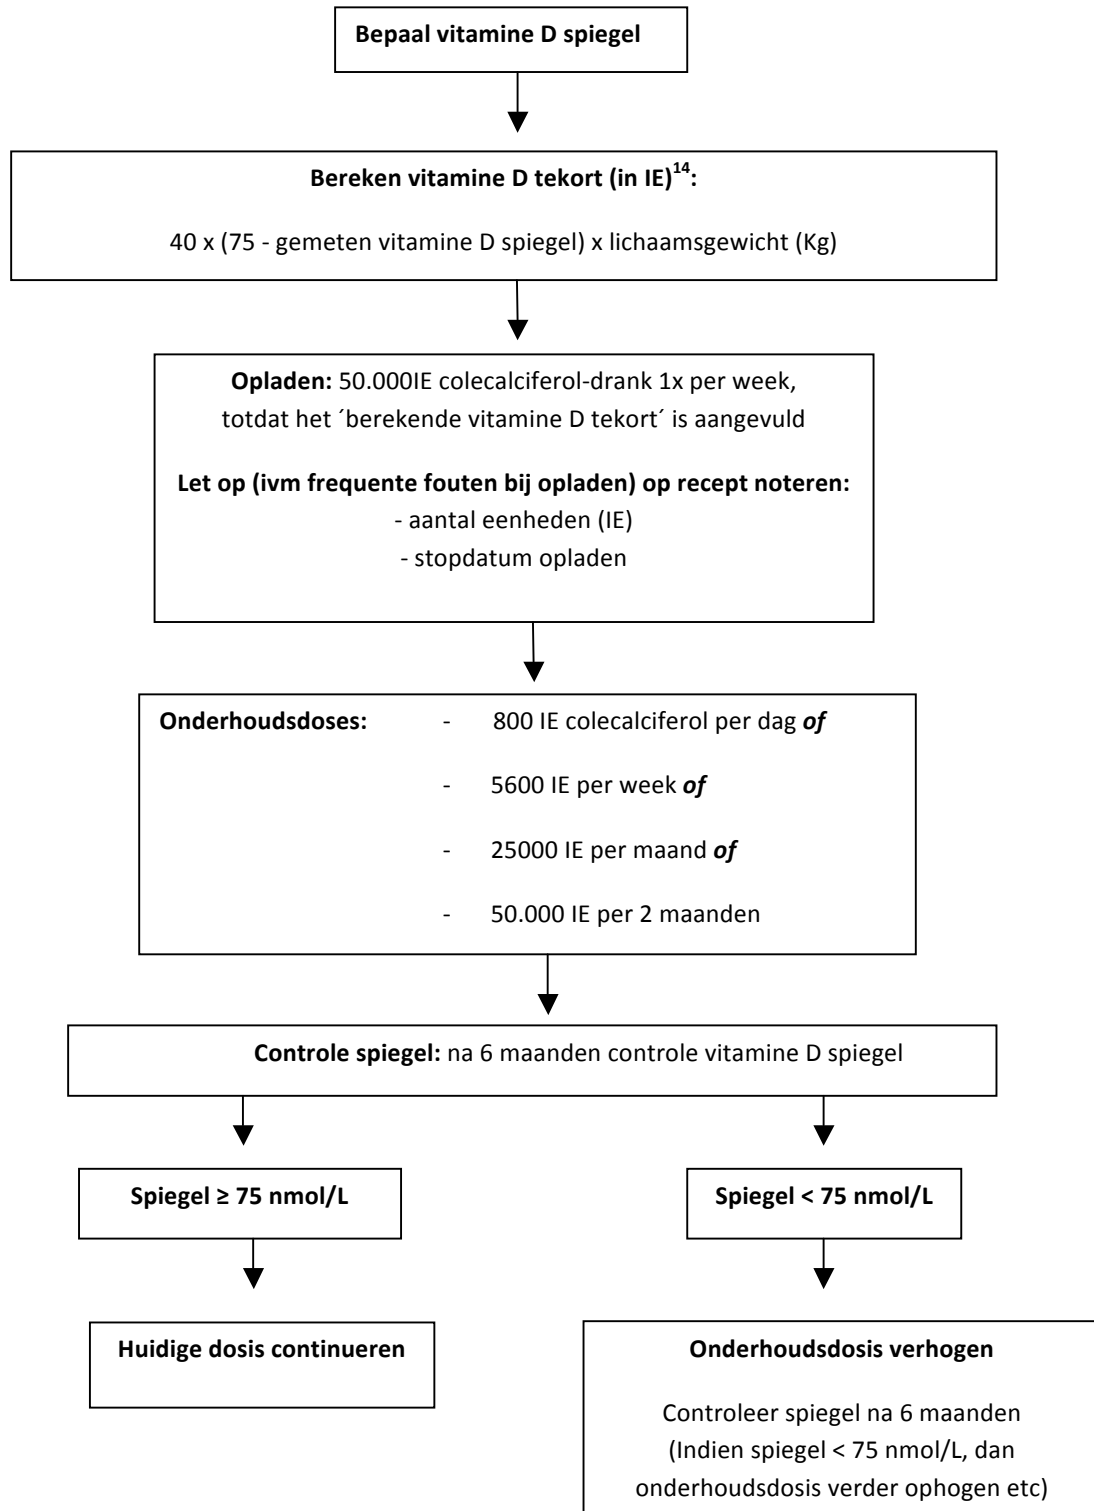 Bepaal vitamine D spiegel
Bereken vitamine D tekort (in IE)14:
40 x (75 - gemeten vitamine D spiegel) x lichaamsgewicht (Kg)
Opladen: 50.000IE colecalciferol-drank 1x per week,
totdat het ´berekende vitamine D tekort´ is aangevuld
Let op (ivm frequente fouten bij opladen) op recept noteren:
- aantal eenheden (IE)
- stopdatum opladen
Onderhoudsdoses: - 800 IE colecalciferol per dag of
- 5600 IE per week of
- 25000 IE per maand of
- 50.000 IE per 2 maanden
Controle spiegel: na 6 maanden controle vitamine D spiegel
Spiegel ≥ 75 nmol/L
Spiegel < 75 nmol/L
Huidige dosis continueren
Onderhoudsdosis verhogen
Controleer spiegel na 6 maanden
(Indien spiegel < 75 nmol/L, dan
onderhoudsdosis verder ophogen etc)